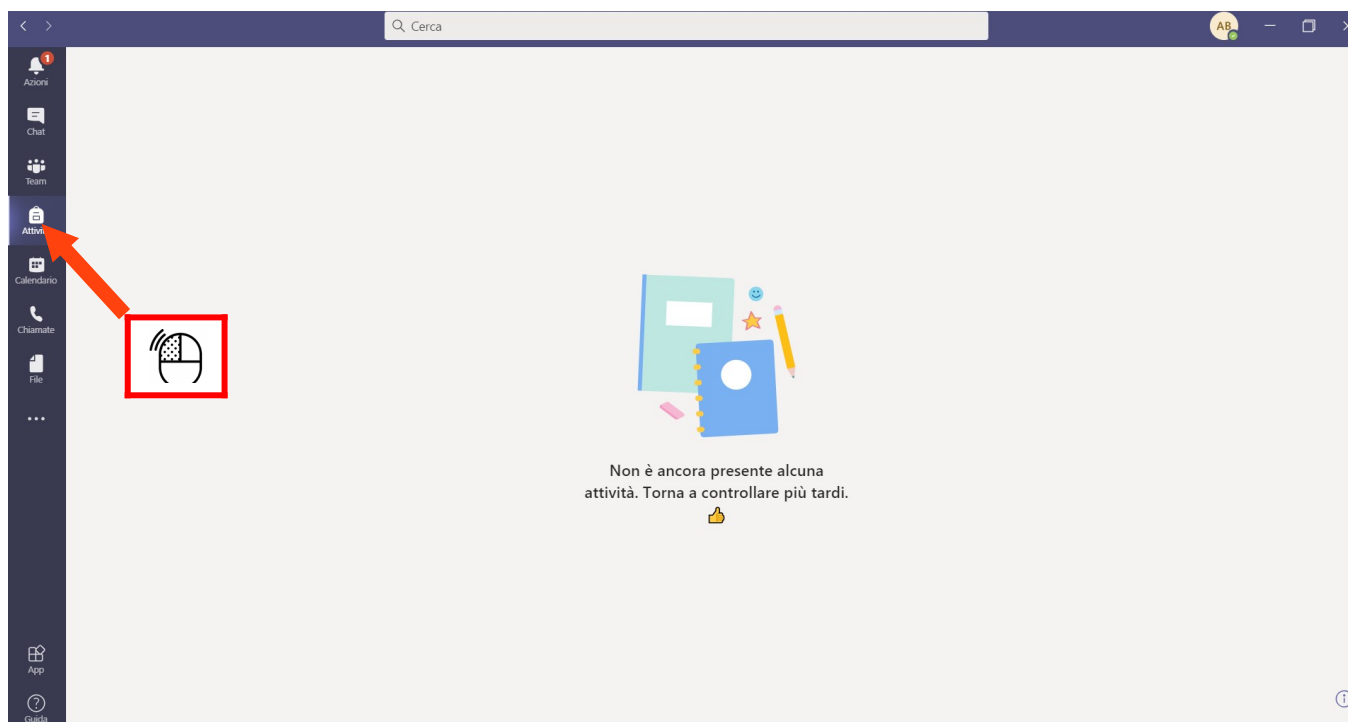 Cerca
AB
1
Azioni
Chat
Team
Calendario
Chiamate
File
Non è ancora presente alcuna
attività. Torna a controllare più tardi.
App
Guida